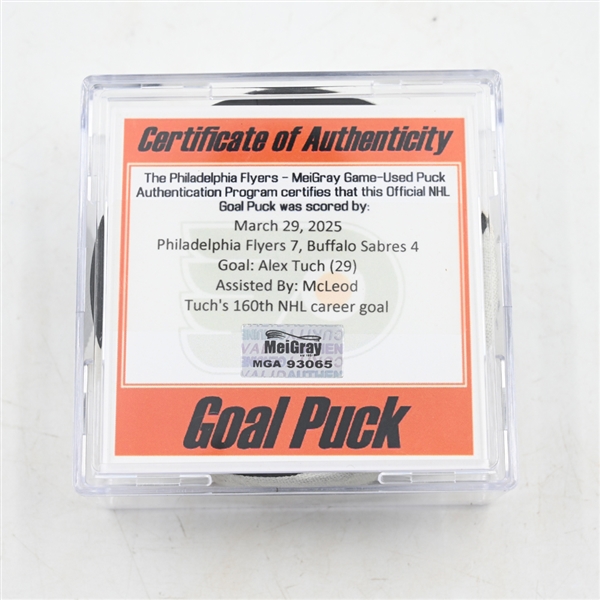 Certificate of Authenticity
The Philadelphia Flyers - MeiGray Game-Used Puck
Authentication Program certifies that this Official NHL
Goal Puck was scored by:
March 29, 2025
Philadelphia Flyers 7, Buffalo Sabres 4
Goal: Alex Tuch (29)
Assisted By: McLeod
Tuch's 160th NHL career goal
MeiGray
MGA 93065
Goal Puck